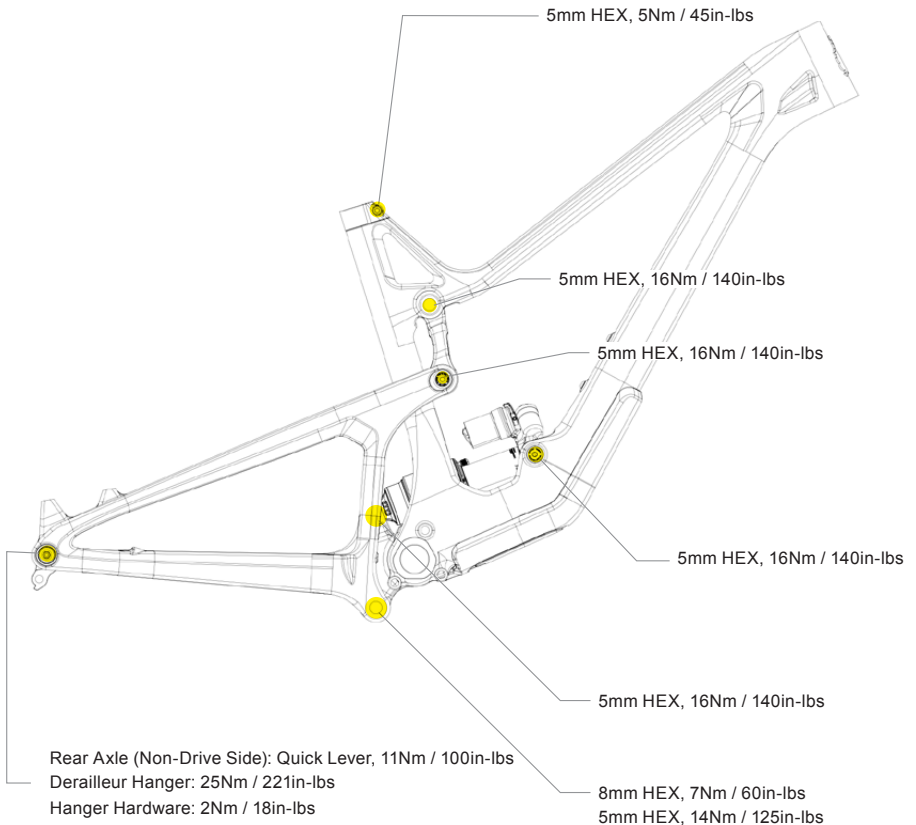 5mm HEX, 5Nm / 45in-lbs
5mm HEX, 16Nm / 140in-lbs
5mm HEX, 16Nm / 140in-lbs
5mm HEX, 16Nm / 140in-lbs
5mm HEX, 16Nm / 140in-lbs
Rear Axle (Non-Drive Side): Quick Lever, 11Nm / 100in-lbs
Derailleur Hanger: 25Nm / 221in-lbs
Hanger Hardware: 2Nm / 18in-lbs
8mm HEX, 7Nm / 60in-lbs
5mm HEX, 14Nm / 125in-lbs